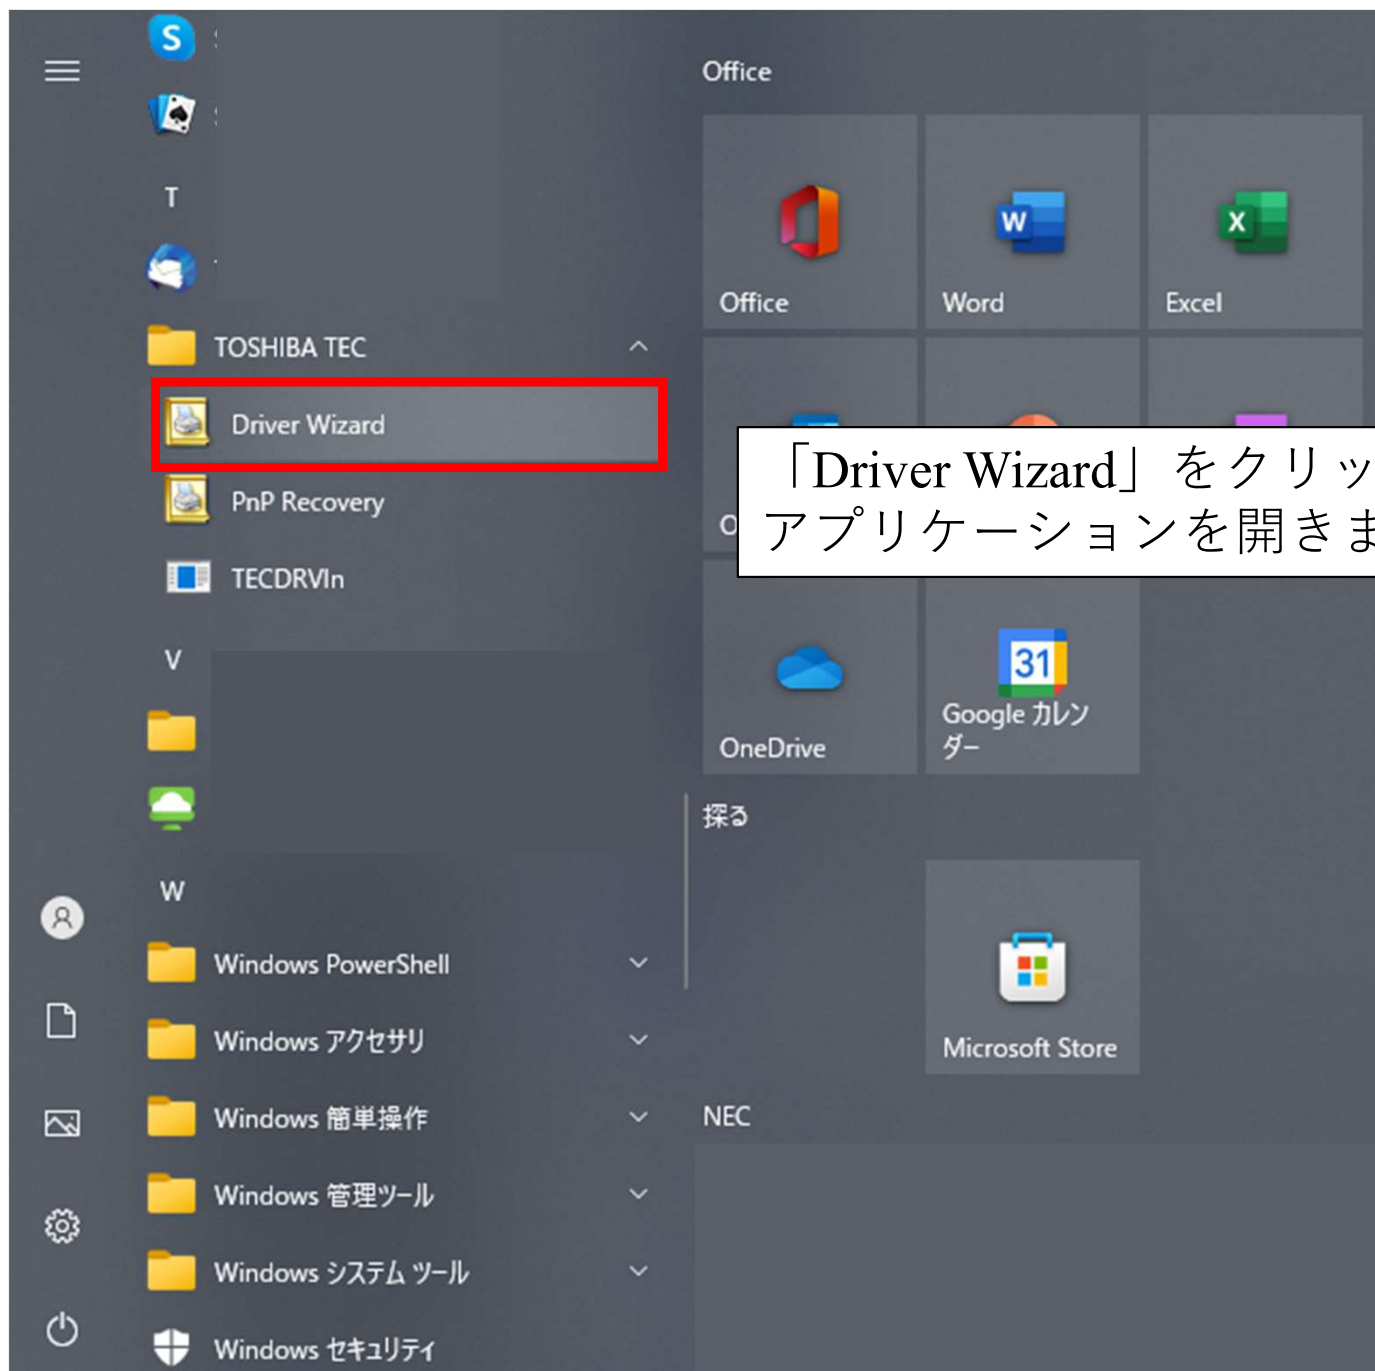 T
TOSHIBA TEC
Driver Wizard
PnP Recovery
TECDRVIn
V
W
Windows PowerShell
Windows アクセサリ
Windows 簡単操作
Windows 管理ツール
Windows システム ツール
Windows セキュリティ
Office
Office
Word
Excel
「Driver Wizard」をクリッ
アプリケーションを開きま
OneDrive
31
Google カレン
ダー
探る
Microsoft Store
NEC